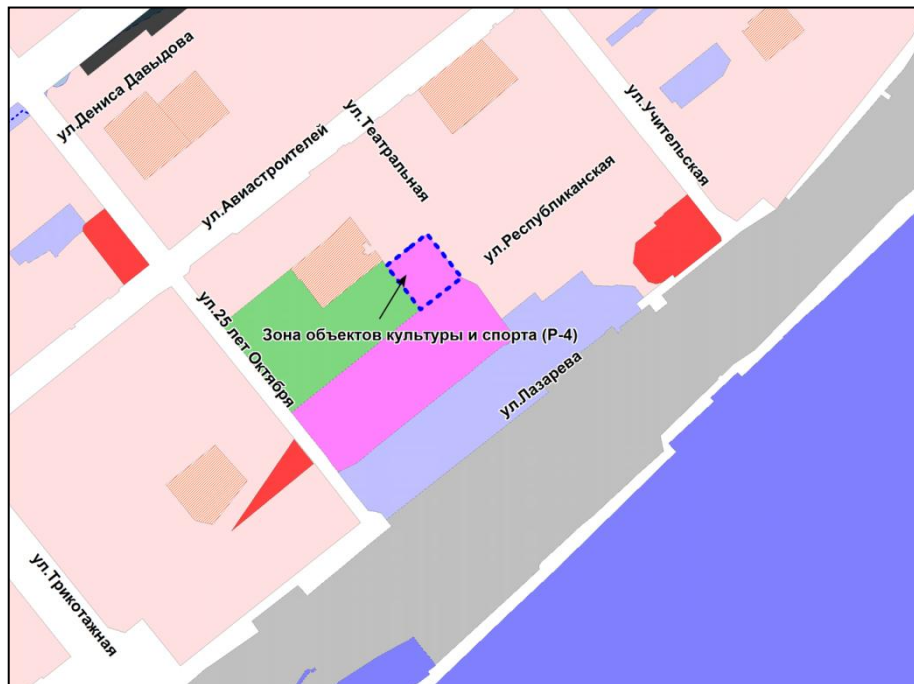 ул.Дениса Давыдова
ул.Театральная
ул.Учительская
ул.Авиастроителей
ул.Республиканская
ул.25 лет Октября
Зона объектов культуры и спорта (Р-4)
ул.Лазарева
ул.Трикотажная